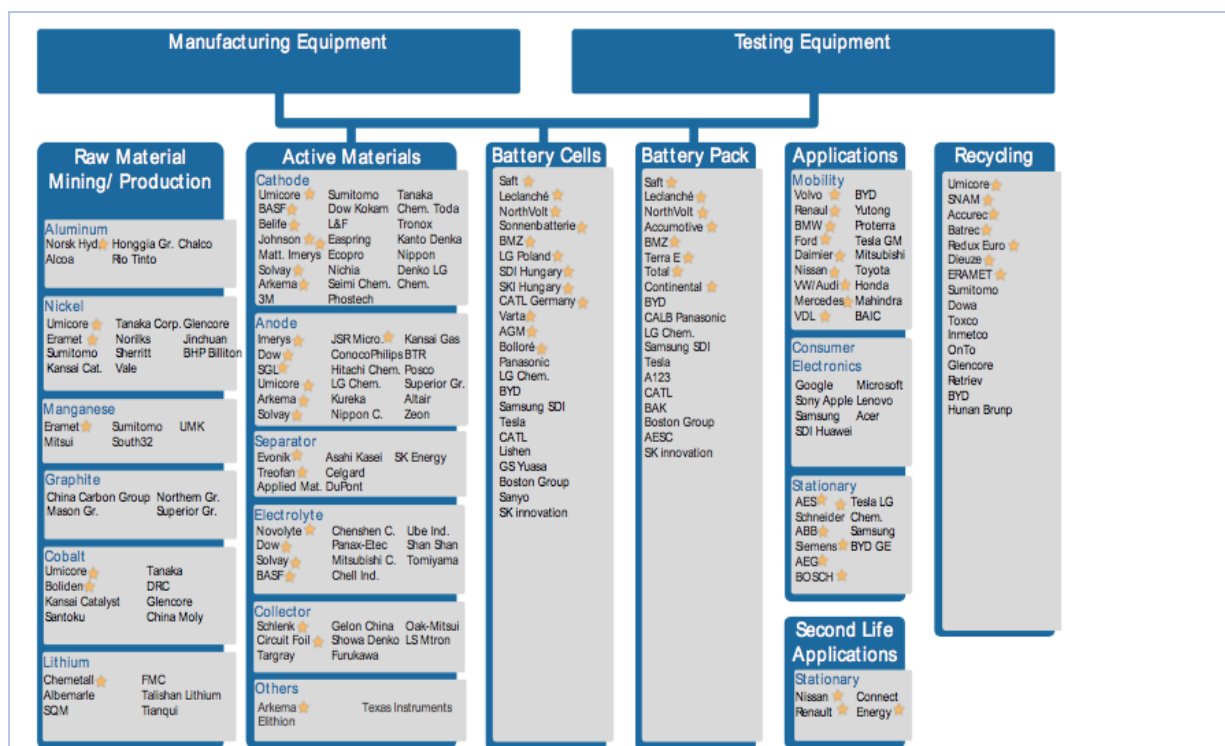 Manufacturing Equipment
Testing Equipment
Raw Material
Mining/ Production
Aluminum
Norsk Hyd. Honggia Gr. Chalco
Alcoa Rio Tinto
Nickel
Umicore Tanaka Corp. Glencore
Eramet Norilks Jinchuan
Sumitomo Sherritt BHP Billiton
Kansai Cat. Vale
Manganese
Eramet Sumitomo UMK
Mitsui South32
Graphite
China Carbon Group Northern Gr.
Mason Gr. Superior Gr.
Cobalt
Umicore Tanaka
Boliden DRC
Kansai Catalyst Glencore
Santoku China Moly
Lithium
Chemetall FMC
Albemarle Talishan Lithium
SQM Tianqui
Active Materials
Cathode
Umicore Sumitomo Tanaka
BASF Dow Kokam Chem. Toda
Belife L&F Tronox
Johnson Easpring Kanto Denka
Matt. Imerys Ecopro Nippon
Solvay Nichia Denko LG
Arkema Seimi Chem. Chem.
3M Phostech
Anode
Imerys JSR Micro. Kansai Gas
Dow ConocoPhilips BTR
SGL Hitachi Chem. Posco
Umicore LG Chem. Superior Gr.
Arkema Kureka Altair
Solvay Nippon C. Zeon
Separator
Evonik Asahi Kasei SK Energy
Treofan Celgard
Applied Mat. DuPont
Electrolyte
Novolyte Chenshen C. Ube Ind.
Dow Panax-Etec Shan Shan
Solvay Mitsubishi C. Tomiyama
BASF Chell Ind.
Collector
Schlenk Gelon China Oak-Mitsui
Circuit Foil Showa Denko LS Mtron
Targray Furukawa
Others
Arkema Texas Instruments
Elithion
Battery Cells
Saft
Leclanché
NorthVolt
Sonnenbatterie
BMZ
LG Poland
SDI Hungary
SKI Hungary
CATL Germany
Varta
AGM
Bolloré
Panasonic
LG Chem.
BYD
Samsung SDI
Tesla
CATL
Lishen
GS Yuasa
Boston Group
Sanyo
SK innovation
Battery Pack
Saft
Leclanché
NorthVolt
Accumotive
BMZ
Terra E
Total
Continental
BYD
CALB Panasonic
LG Chem.
Samsung SDI
Tesla
A123
CATL
BAK
Boston Group
AESC
SK innovation
Applications
Mobility
Volvo BYD
Renaul Yutong
BMW Proterra
Ford Tesla GM
Daimier Mitsubishi
Nissan Toyota
VW/Audi Honda
Mercedes Mahindra
VDL BAIC
Consumer
Electronics
Google Microsoft
Sony Apple Lenovo
Samsung Acer
SDI Huawei
Stationary
AES Tesla LG
Schneider Chem.
ABB Samsung
Siemens BYD GE
AEG
BOSCH
Second Life
Applications
Stationary
Nissan Connect
Renault Energy
Recycling
Umicore
SNAM
Accurec
Batrec
Redux Euro
Dieuze
ERAMET
Sumitomo
Dowa
Toxco
Inmetco
OnTo
Glencore
Retriev
BYD
Hunan Brunp